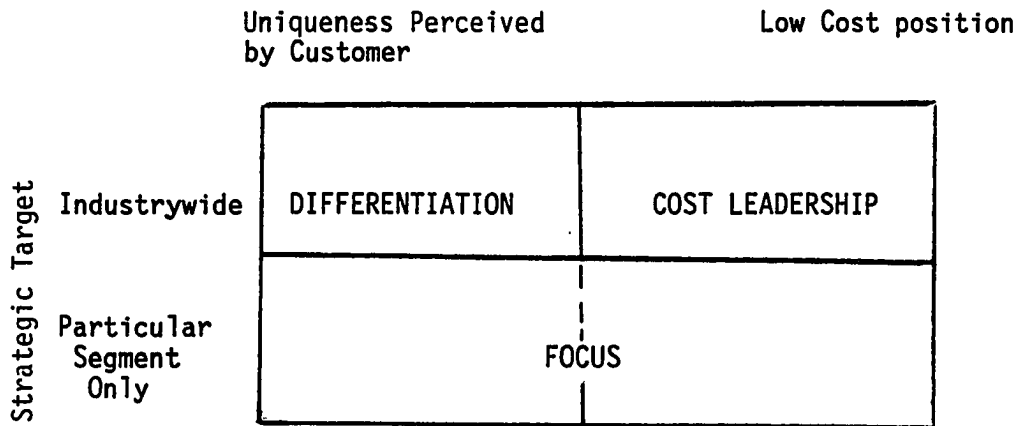 Uniqueness Perceived
by Customer
Low Cost position
Strategic Target
Industrywide
DIFFERENTIATION
COST LEADERSHIP
Particular
Segment
Only
FOCUS